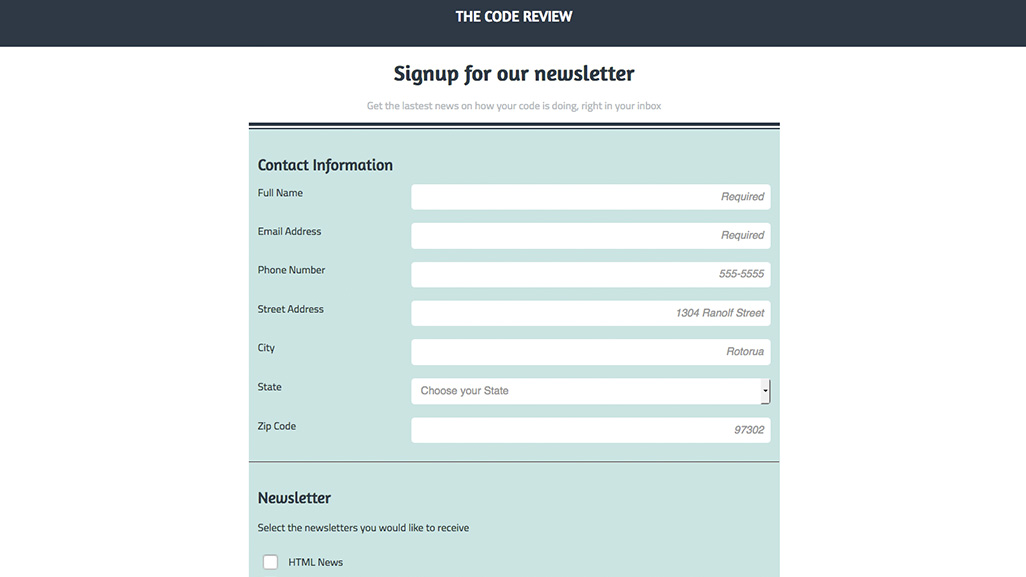 THE CODE REVIEW
Signup for our newsletter
Get the lastest news on how your code is doing, right in your inbox
Contact Information
Full Name
Required
Email Address
Required
Phone Number
555-5555
Street Address
1304 Ranolf Street
City
Rotorua
State
Choose your State
Zip Code
97302
Newsletter
Select the newsletters you would like to receive
HTML News